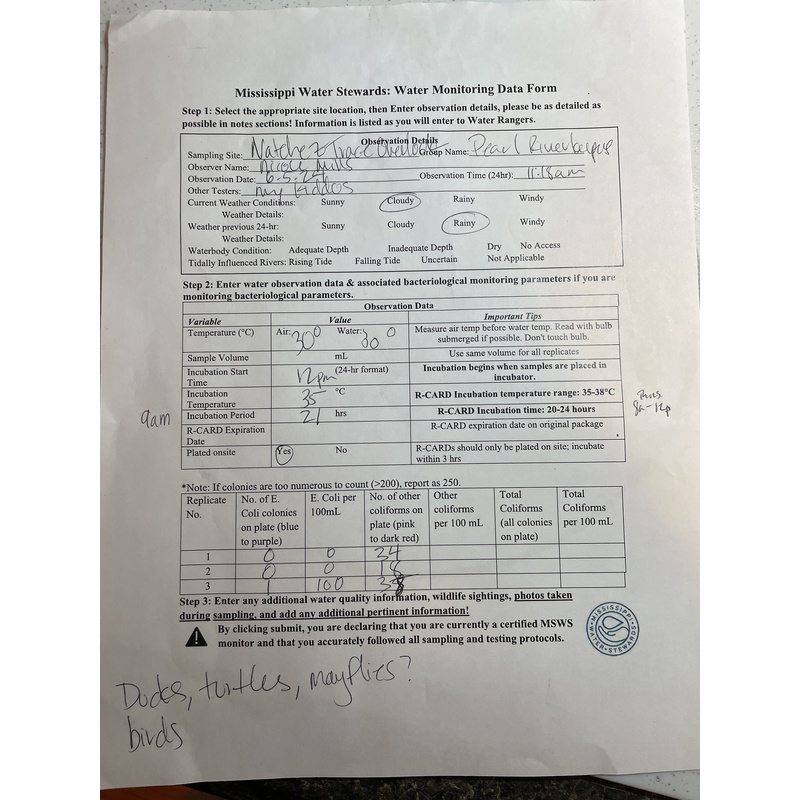 Mississippi Water Stewards: Water Monitoring Data Form
Step 1: Select the appropriate site location, then Enter observation details, please be as detailed as
possible in notes sections! Information is listed as you will enter to Water Rangers.
Observation Details
Sampling Site: Natchez Trace Overlook Group Name: Pearl Riverkeeper
Observer Name: Nicole Mills
Observation Date: 6-5-24 Observation Time (24hr): 11:18am
Other Testers: my kiddos
Current Weather Conditions: Sunny Cloudy Rainy Windy
Weather Details:
Weather previous 24-hr: Sunny Cloudy Rainy Windy
Weather Details:
Waterbody Condition: Adequate Depth Inadequate Depth Dry No Access
Tidally Influenced Rivers: Rising Tide Falling Tide Uncertain Not Applicable
Step 2: Enter water observation data & associated bacteriological monitoring parameters if you are
monitoring bacteriological parameters.
Observation Data
Variable Value Important Tips
Temperature (°C) Air: 30° Water: 30° Measure air temp before water temp. Read with bulb
submerged if possible. Don't touch bulb.
Sample Volume mL Use same volume for all replicates
Incubation Start
Time 12pm (24-hr format) Incubation begins when samples are placed in
incubator.
Incubation
Temperature 35 °C R-CARD Incubation temperature range: 35-38°C
9am Incubation Period 21 hrs R-CARD Incubation time: 20-24 hours
Thurs
8a-12p
R-CARD Expiration
Date R-CARD expiration date on original package
Plated onsite Yes No R-CARDs should only be plated on site; incubate
within 3 hrs
*Note: If colonies are too numerous to count (>200), report as 250.
Replicate
No.
No. of E.
Coli colonies
on plate (blue
to purple)
E. Coli per
100mL
No. of other
coliforms on
plate (pink
to dark red)
Other
coliforms
per 100 mL
Total
Coliforms
(all colonies
on plate)
Total
Coliforms
per 100 mL
1 0 0 24
2 0 0 18
3 1 100
Step 3: Enter any additional water quality information, wildlife sightings, photos taken
during sampling, and add any additional pertinent information!
By clicking submit, you are declaring that you are currently a certified MSWS
monitor and that you accurately followed all sampling and testing protocols.
MISSISSIPPI WATER STEWARDS
Ducks, turtles, mayflies?
birds